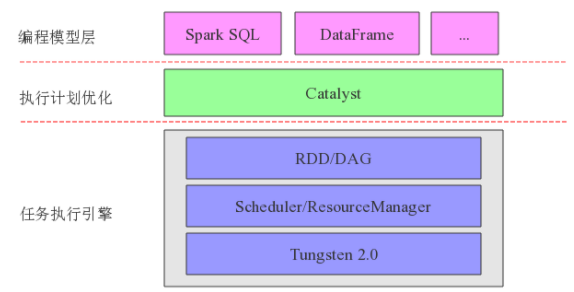 编程模型层
Spark SQL
DataFrame
...
执行计划优化
Catalyst
任务执行引擎
RDD/DAG
Scheduler/ResourceManager
Tungsten 2.0